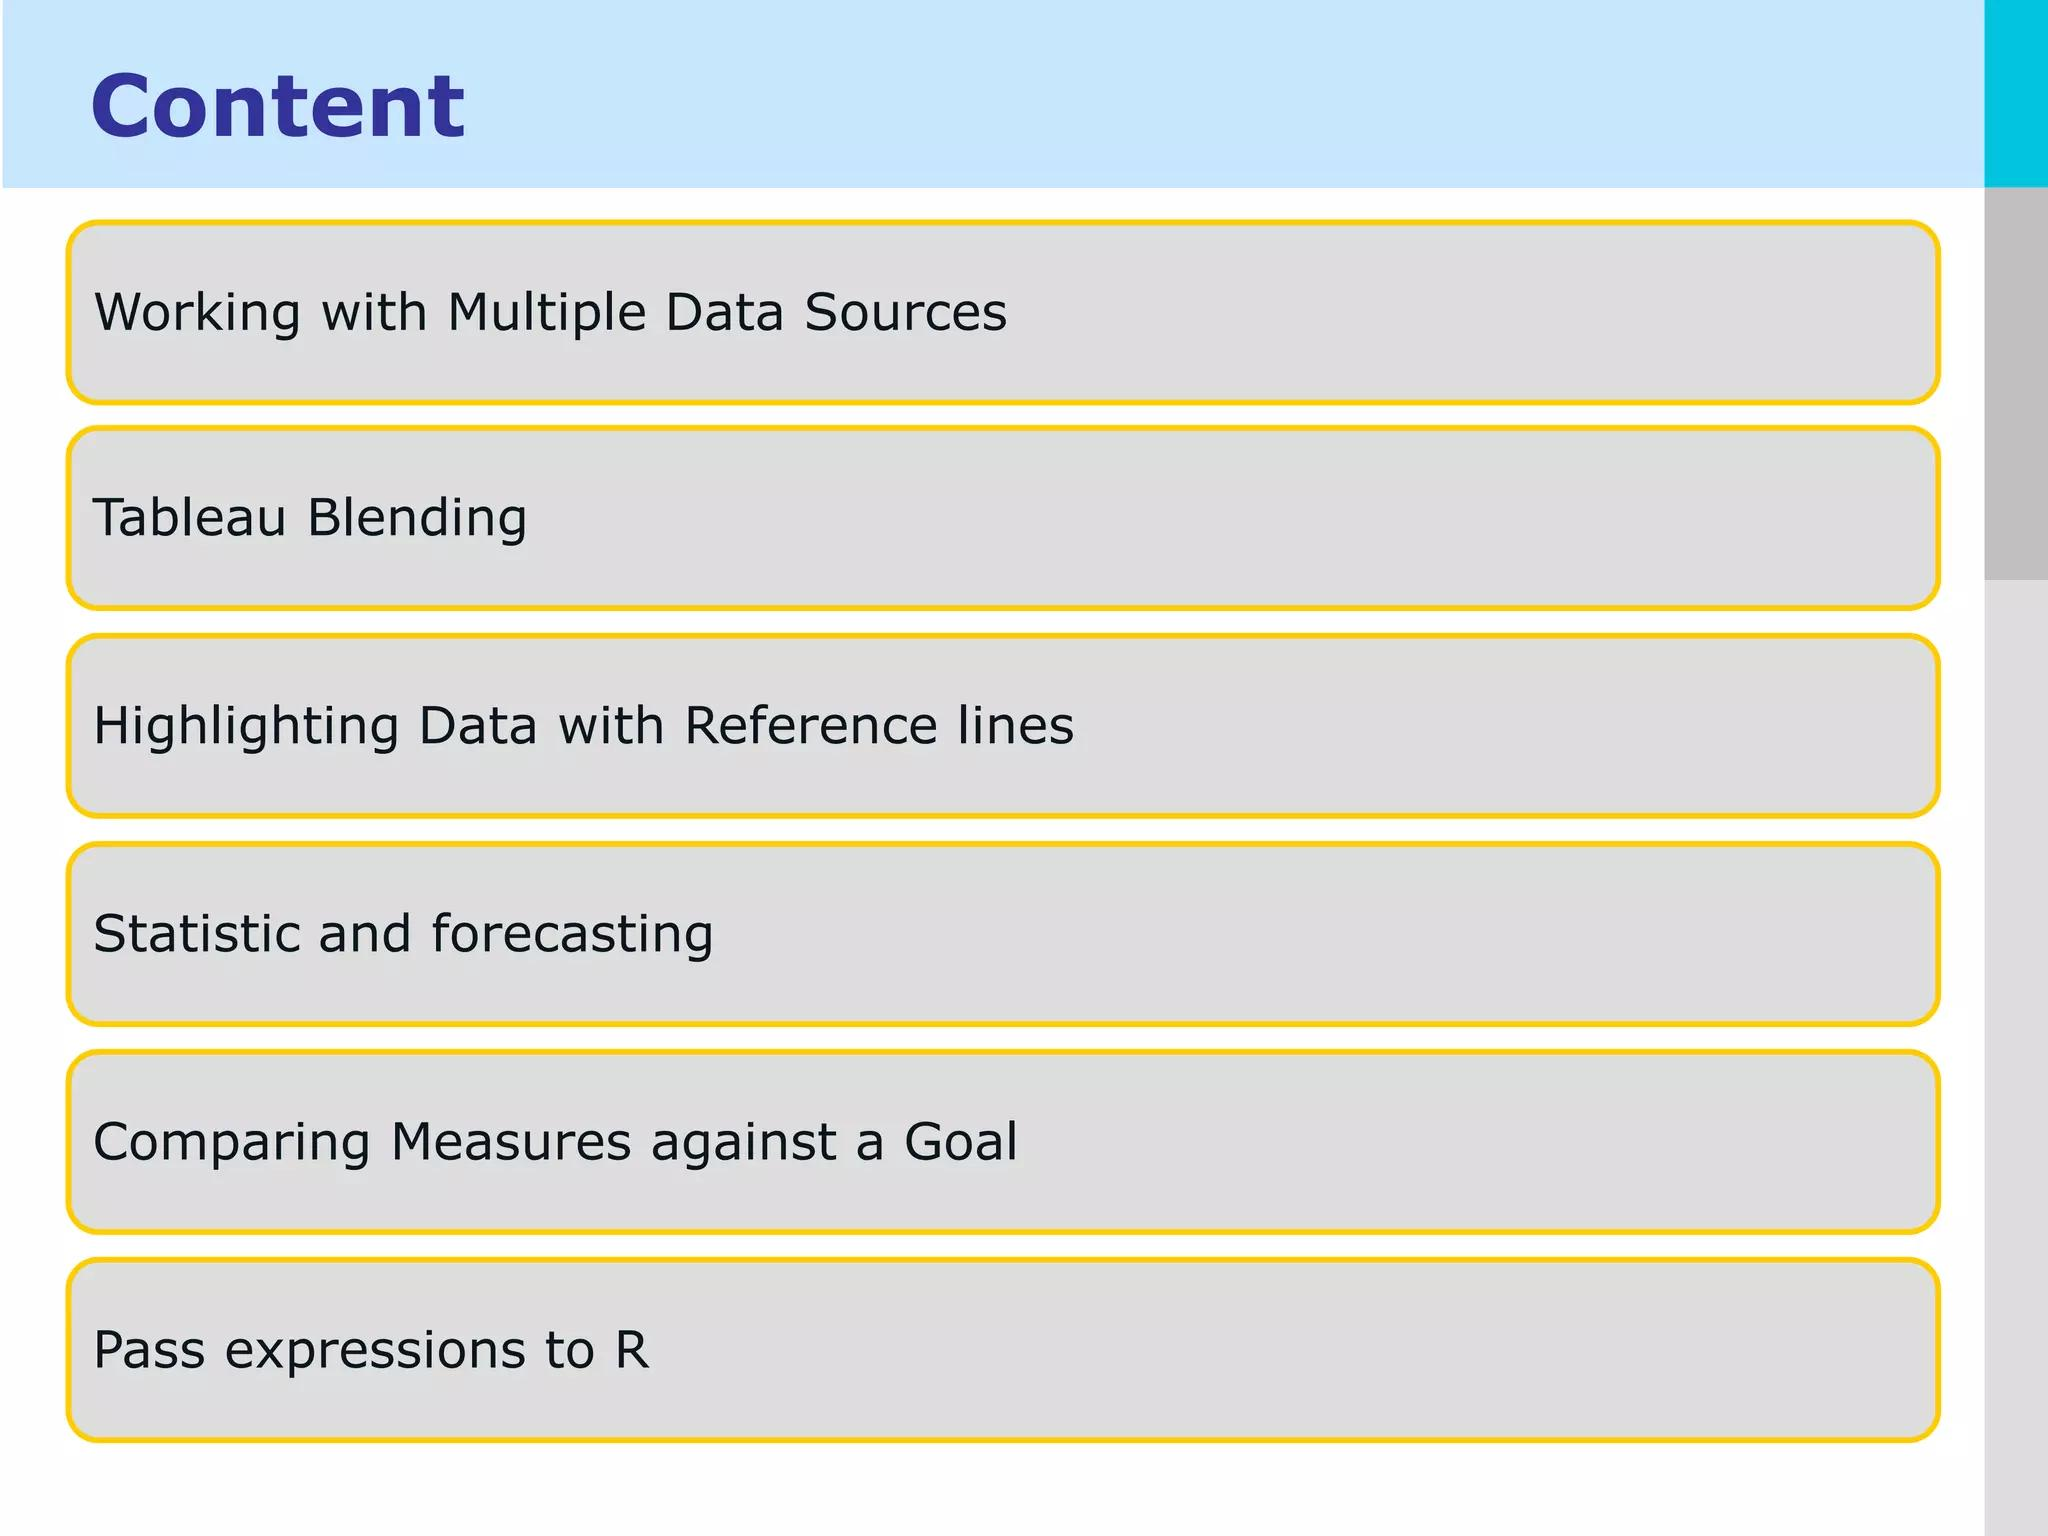 Content
Working with Multiple Data Sources
Tableau Blending
Highlighting Data with Reference lines
Statistic and forecasting
Comparing Measures against a Goal
Pass expressions to R